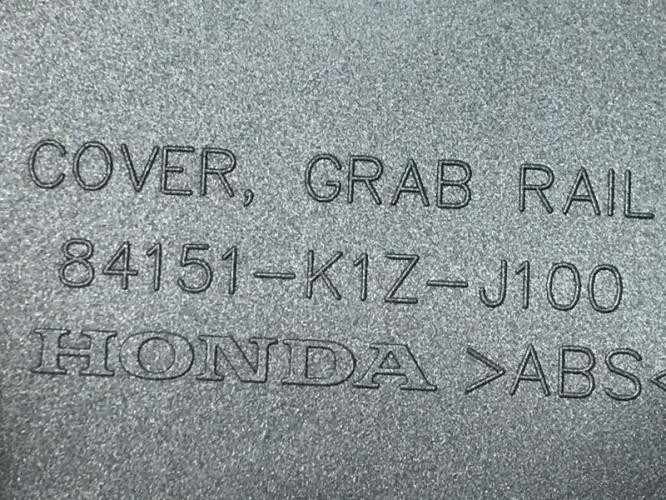 COVER, GRAB RAIL
84151-K1Z-J100
HONDA >ABS<